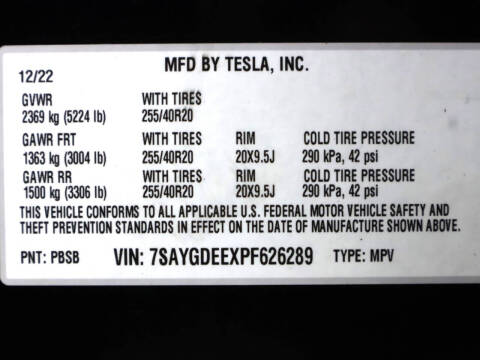 MFD BY TESLA, INC.
12/22
GVWR WITH TIRES
2369 kg (5224 lb) 255/40R20
GAWR FRT WITH TIRES RIM COLD TIRE PRESSURE
1363 kg (3004 lb) 255/40R20 20X9.5J 290 kPa, 42 psi
GAWR RR WITH TIRES RIM COLD TIRE PRESSURE
1500 kg (3306 lb) 255/40R20 20X9.5J 290 kPa, 42 psi
THIS VEHICLE CONFORMS TO ALL APPLICABLE U.S. FEDERAL MOTOR VEHICLE SAFETY AND
THEFT PREVENTION STANDARDS IN EFFECT ON THE DATE OF MANUFACTURE SHOWN ABOVE.
PNT: PBSB VIN: 7SAYGDEEXPF626289 TYPE: MPV